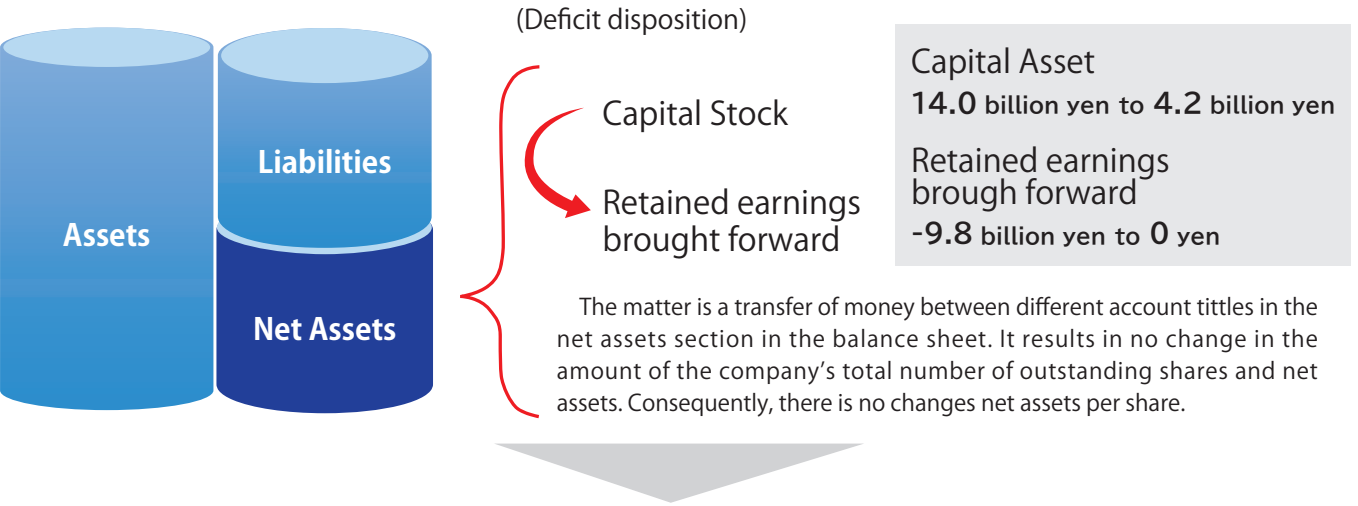 (Deficit disposition)
Assets
Liabilities
Net Assets
Capital Stock
Retained earnings
brought forward
Capital Asset
14.0 billion yen to 4.2 billion yen
Retained earnings
brough forward
-9.8 billion yen to 0 yen
The matter is a transfer of money between different account tittles in the
net assets section in the balance sheet. It results in no change in the
amount of the company’s total number of outstanding shares and net
assets. Consequently, there is no changes net assets per share.